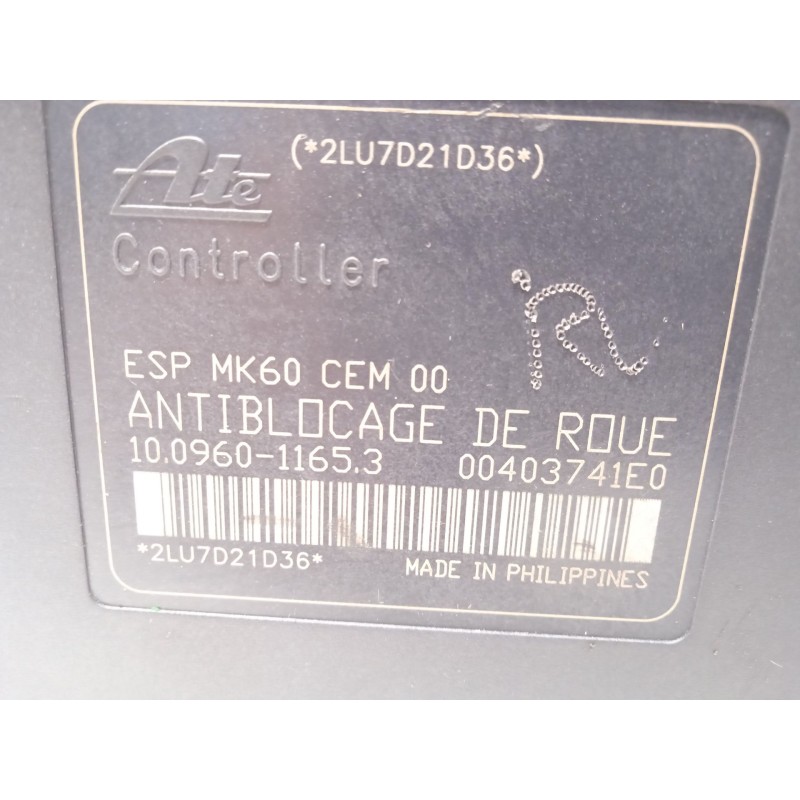 (*2LU7D21D36*)
Ate
Controller
ESP MK60 CEM 00
ANTIBLOCAGE DE ROUE
10.0960-1165.3 00403741E0
*2LU7D21D36* MADE IN PHILIPPINES